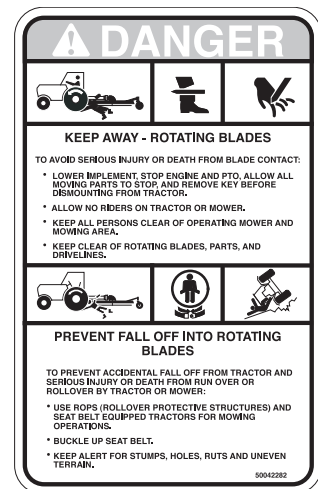 DANGER
KEEP AWAY - ROTATING BLADES
TO AVOID SERIOUS INJURY OR DEATH FROM BLADE CONTACT:
• LOWER IMPLEMENT, STOP ENGINE AND PTO, ALLOW ALL
MOVING PARTS TO STOP, AND REMOVE KEY BEFORE
DISMOUNTING FROM TRACTOR.
• ALLOW NO RIDERS ON TRACTOR OR MOWER.
• KEEP ALL PERSONS CLEAR OF OPERATING MOWER AND
MOWING AREA.
• KEEP CLEAR OF ROTATING BLADES, PARTS, AND
DRIVELINES.
PREVENT FALL OFF INTO ROTATING
BLADES
TO PREVENT ACCIDENTAL FALL OFF FROM TRACTOR AND
SERIOUS INJURY OR DEATH FROM RUN OVER OR
ROLLOVER BY TRACTOR OR MOWER:
• USE ROPS (ROLLOVER PROTECTIVE STRUCTURES) AND
SEAT BELT EQUIPPED TRACTORS FOR MOWING
OPERATIONS.
• BUCKLE UP SEAT BELT.
• KEEP ALERT FOR STUMPS, HOLES, RUTS AND UNEVEN
TERRAIN.
50042282